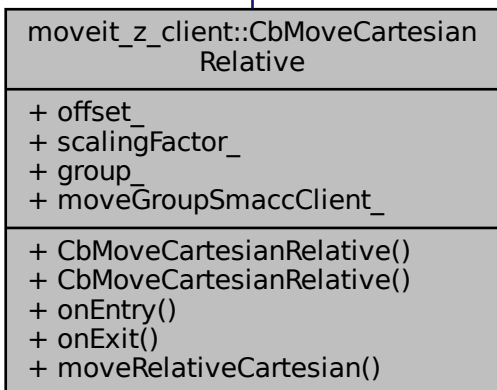 moveit_z_client::CbMoveCartesian
Relative
+ offset_
+ scalingFactor_
+ group_
+ moveGroupSmaccClient_
+ CbMoveCartesianRelative()
+ CbMoveCartesianRelative()
+ onEntry()
+ onExit()
+ moveRelativeCartesian()